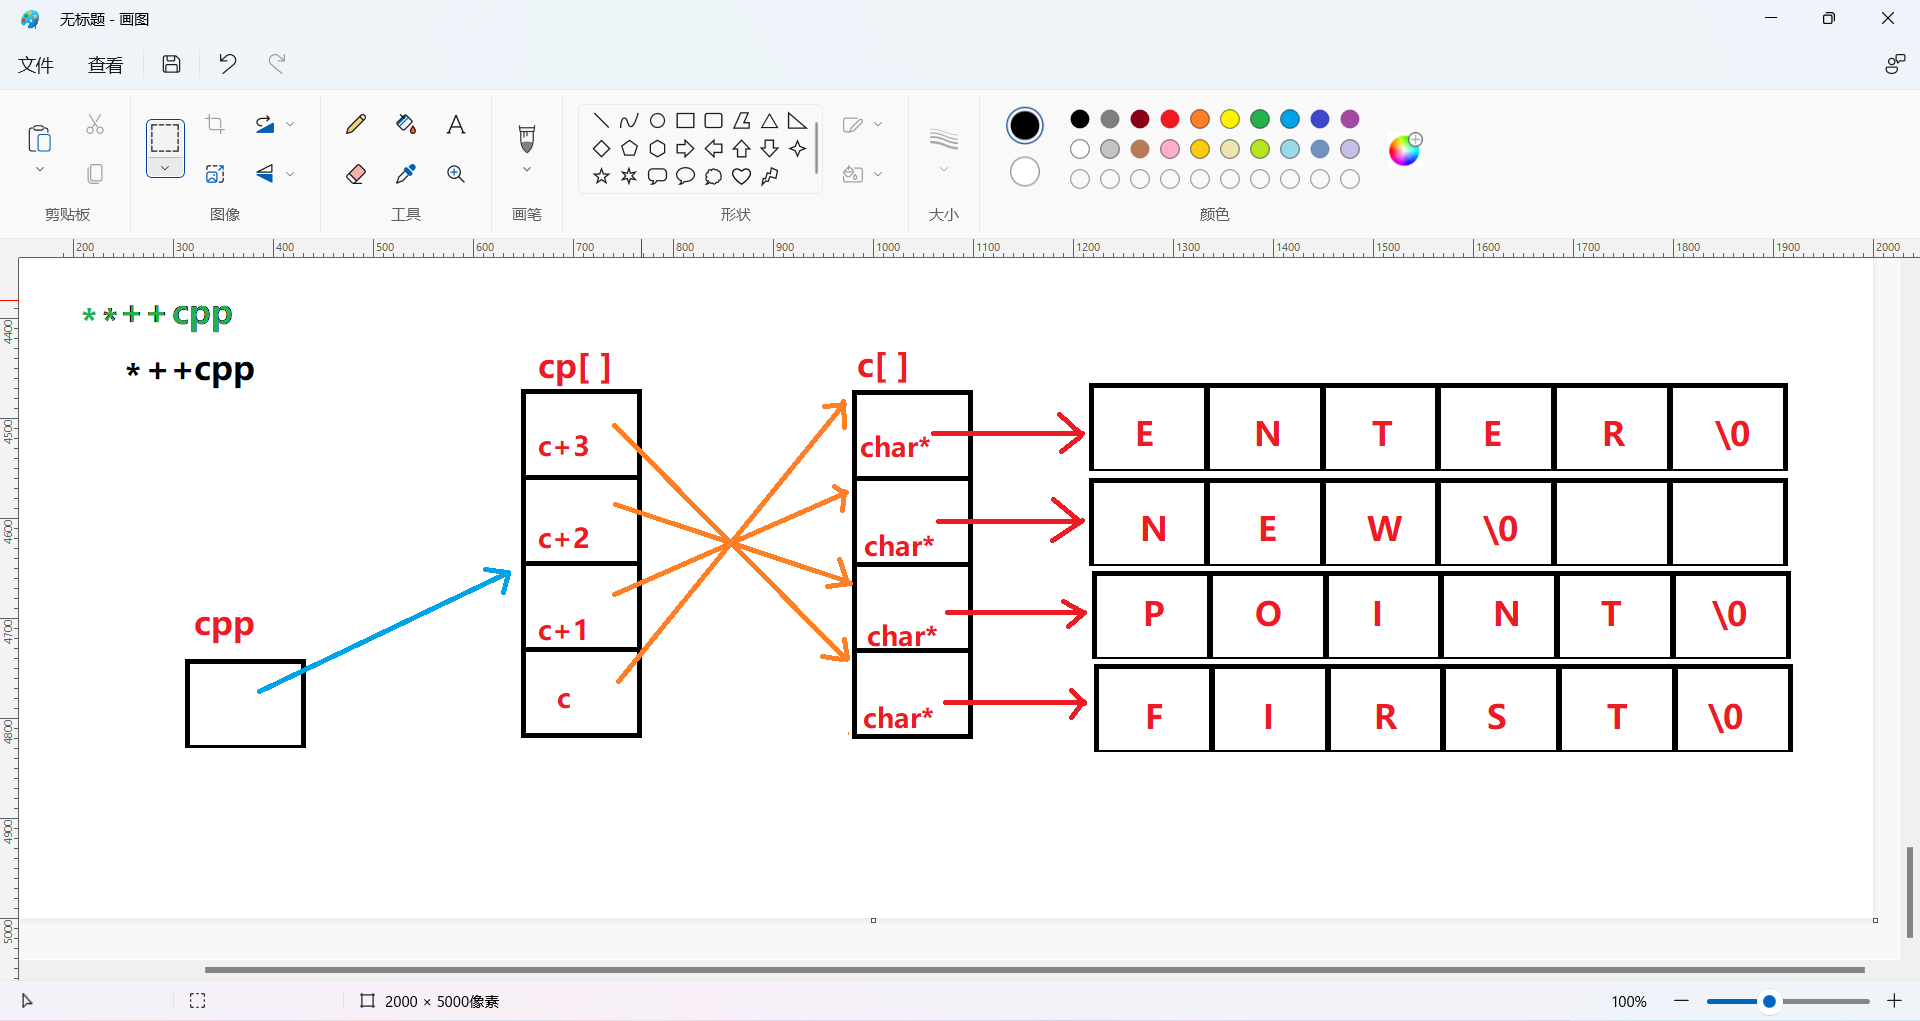 无标题 - 画图
文件 查看
剪贴板 图像 工具 画笔 形状 大小 颜色
200 300 400 500 600 700 800 900 1000 1100 1200 1300 1400 1500 1600 1700 1800 1900 2000
4400
4500
4600
4700
4800
4900
5000
**++cpp
*++cpp
cp[ ] c[ ]
c+3 char* E N T E R \0
c+2 char* N E W \0
c+1 char* P O I N T \0
cpp
c char* F I R S T \0
2000 × 5000像素 100%